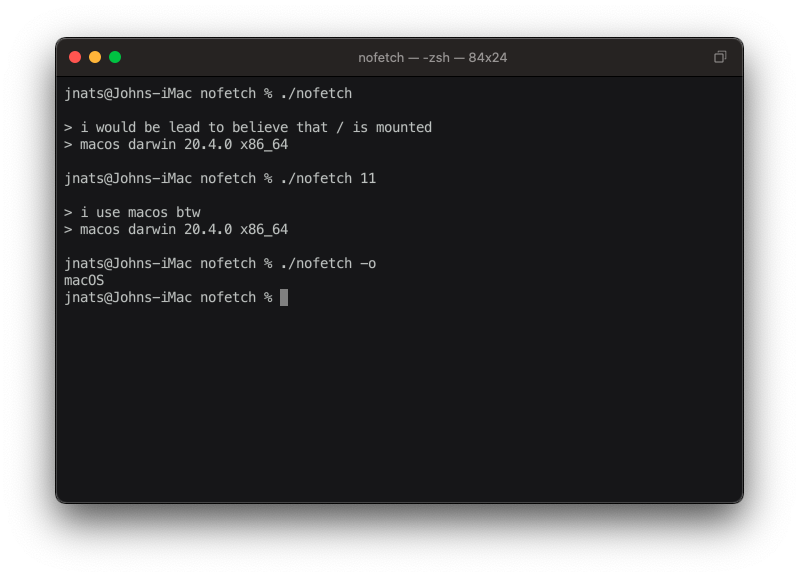 nofetch — -zsh — 84x24
jnats@Johns-iMac nofetch % ./nofetch
> i would be lead to believe that / is mounted
> macos darwin 20.4.0 x86_64
jnats@Johns-iMac nofetch % ./nofetch 11
> i use macos btw
> macos darwin 20.4.0 x86_64
jnats@Johns-iMac nofetch % ./nofetch -o
macOS
jnats@Johns-iMac nofetch %